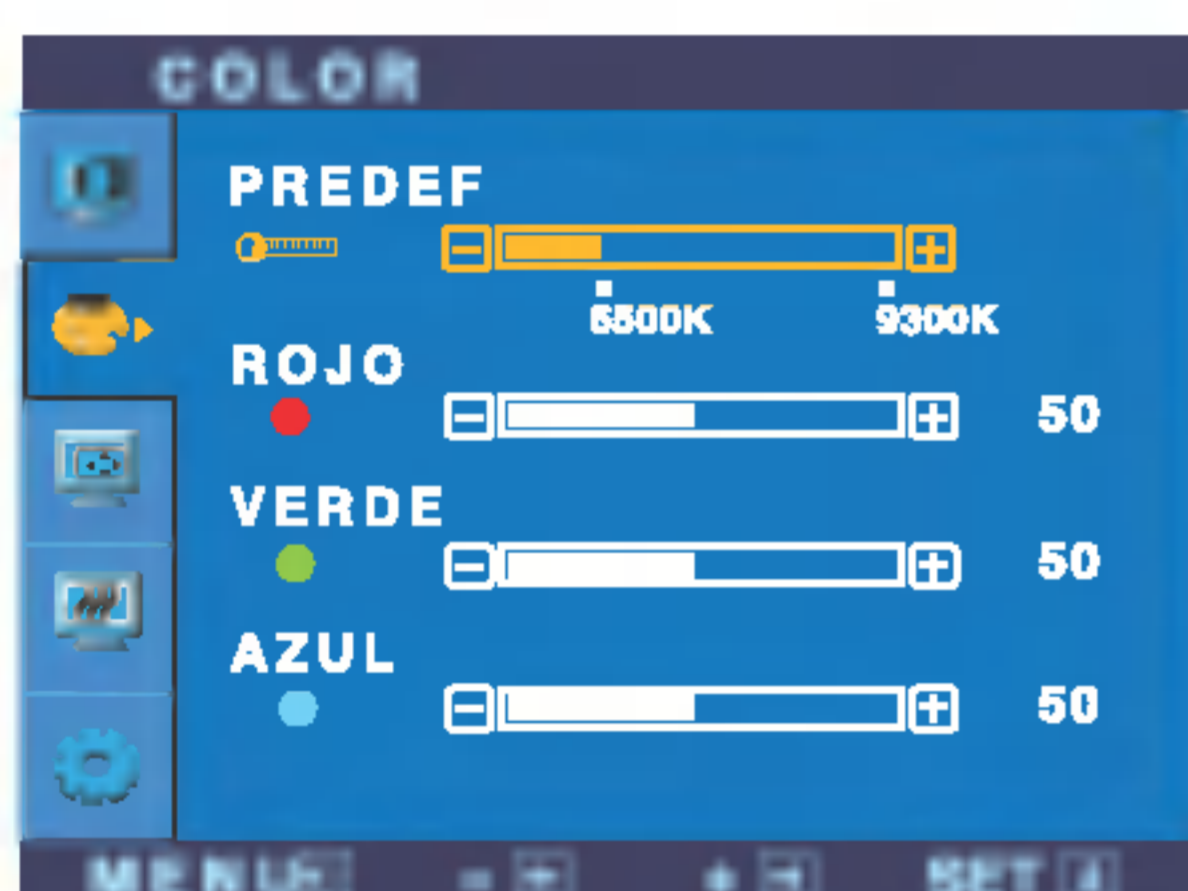 COLOR
PREDEF
6500K 9300K
ROJO
50
VERDE
50
AZUL
50
MENU - + SET